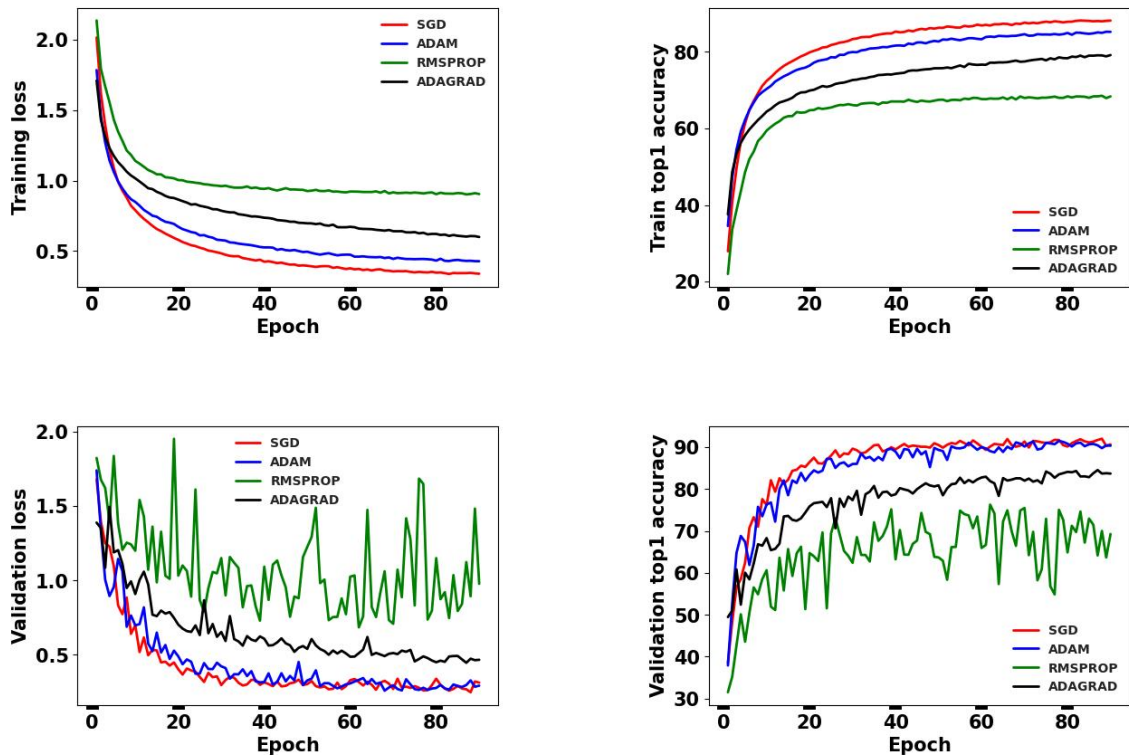 Training loss
2.0
1.5
1.0
0.5
SGD
ADAM
RMSPROP
ADAGRAD
0 20 40 60 80
Epoch
Train top1 accuracy
80
60
40
20
SGD
ADAM
RMSPROP
ADAGRAD
0 20 40 60 80
Epoch
Validation loss
2.0
1.5
1.0
0.5
SGD
ADAM
RMSPROP
ADAGRAD
0 20 40 60 80
Epoch
Validation top1 accuracy
90
80
70
60
50
40
30
SGD
ADAM
RMSPROP
ADAGRAD
0 20 40 60 80
Epoch